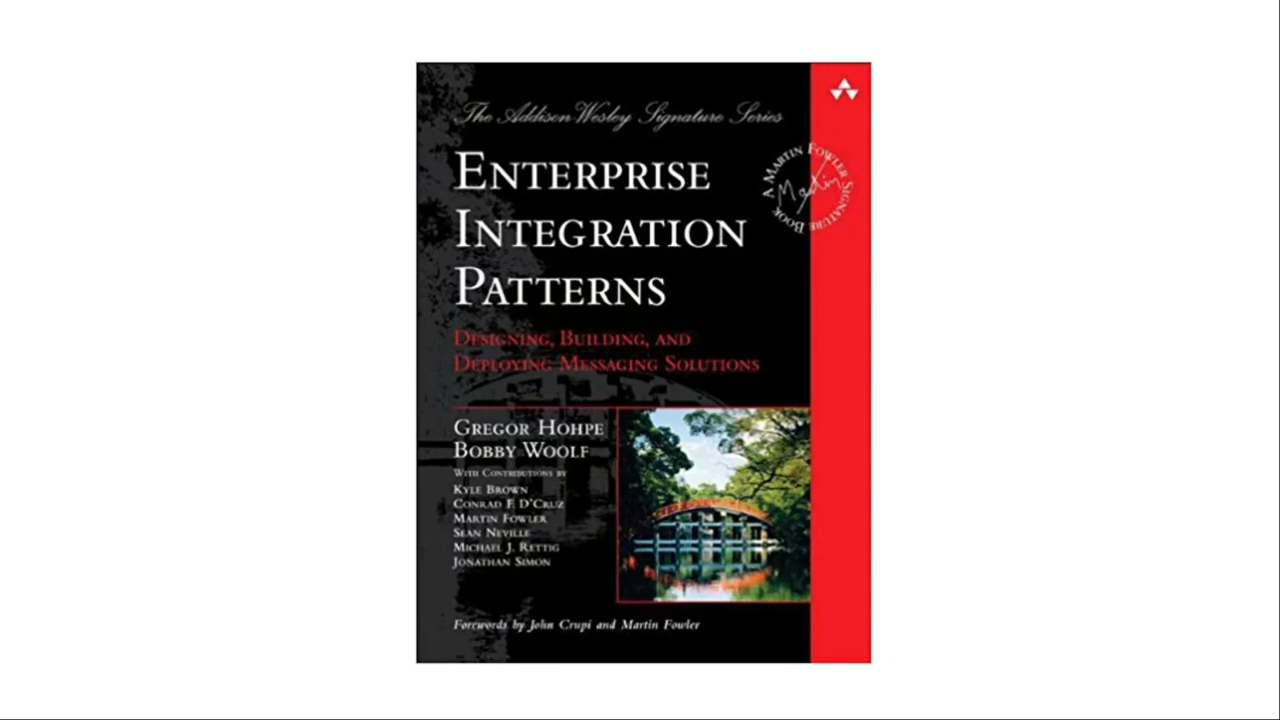 The Addison-Wesley Signature Series
A MARTIN FOWLER SIGNATURE BOOK
Martin
ENTERPRISE
INTEGRATION
PATTERNS
DESIGNING, BUILDING, AND
DEPLOYING MESSAGING SOLUTIONS
GREGOR HOHPE
BOBBY WOOLF
WITH CONTRIBUTIONS BY
KYLE BROWN
CONRAD F. D'CRUZ
MARTIN FOWLER
SEAN NEVILLE
MICHAEL J. RETTIG
JONATHAN SIMON
Forewords by John Crupi and Martin Fowler